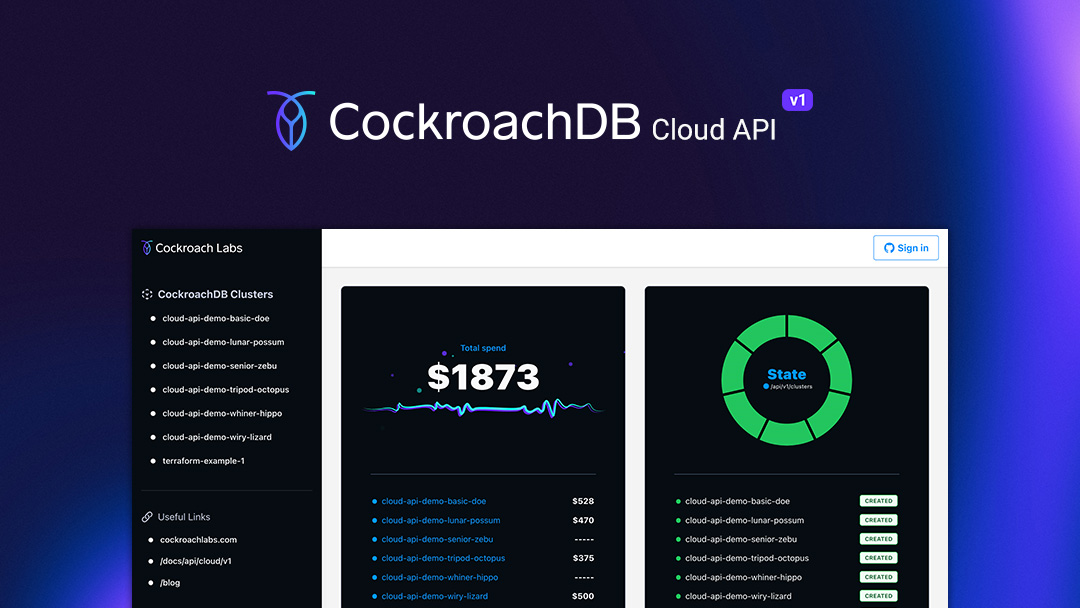 CockroachDB Cloud API v1
Cockroach Labs
Sign in
CockroachDB Clusters
cloud-api-demo-basic-doe
cloud-api-demo-lunar-possum
cloud-api-demo-senior-zebu
cloud-api-demo-tripod-octopus
cloud-api-demo-whiner-hippo
cloud-api-demo-wiry-lizard
terraform-example-1
Useful Links
cockroachlabs.com
/docs/api/cloud/v1
/blog
Total spend
$1873
cloud-api-demo-basic-doe $528
cloud-api-demo-lunar-possum $470
cloud-api-demo-senior-zebu -----
cloud-api-demo-tripod-octopus $375
cloud-api-demo-whiner-hippo -----
cloud-api-demo-wiry-lizard $500
State
/api/v1/clusters
cloud-api-demo-basic-doe CREATED
cloud-api-demo-lunar-possum CREATED
cloud-api-demo-senior-zebu CREATED
cloud-api-demo-tripod-octopus CREATED
cloud-api-demo-whiner-hippo CREATED
cloud-api-demo-wiry-lizard CREATED